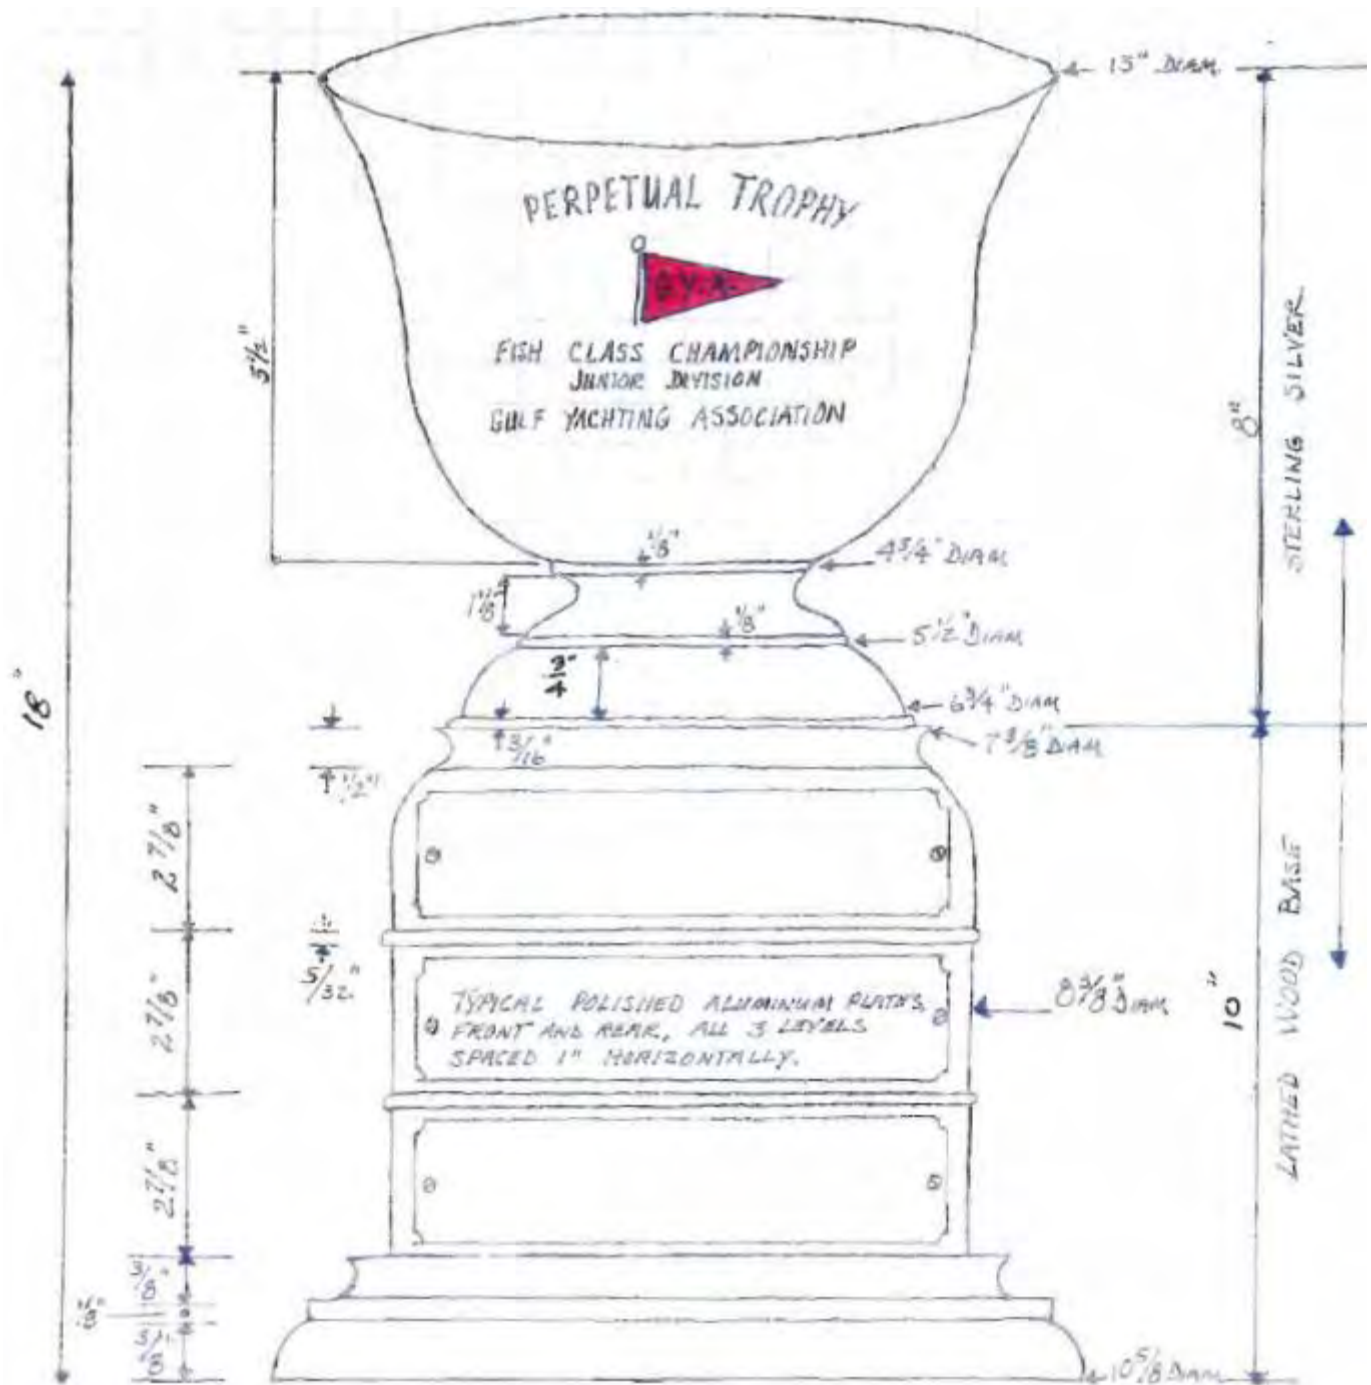 13" DIAM.
PERPETUAL TROPHY
G.Y.A.
FISH CLASS CHAMPIONSHIP
JUNIOR DIVISION
GULF YACHTING ASSOCIATION
5 1/2"
8"
STERLING SILVER
1/8"
4 3/4" DIAM
1 1/8"
1/8"
5 1/2" DIAM
3/4"
6 3/4" DIAM
7 3/8" DIAM
3/16"
18"
1/2"
2 7/8"
5/32"
2 7/8"
TYPICAL POLISHED ALUMINUM PLATES
FRONT AND REAR, ALL 3 LEVELS
SPACED 1" HORIZONTALLY.
8 3/8" DIAM
10"
LATHED WOOD BASE
2 7/8"
10 5/8 DIAM